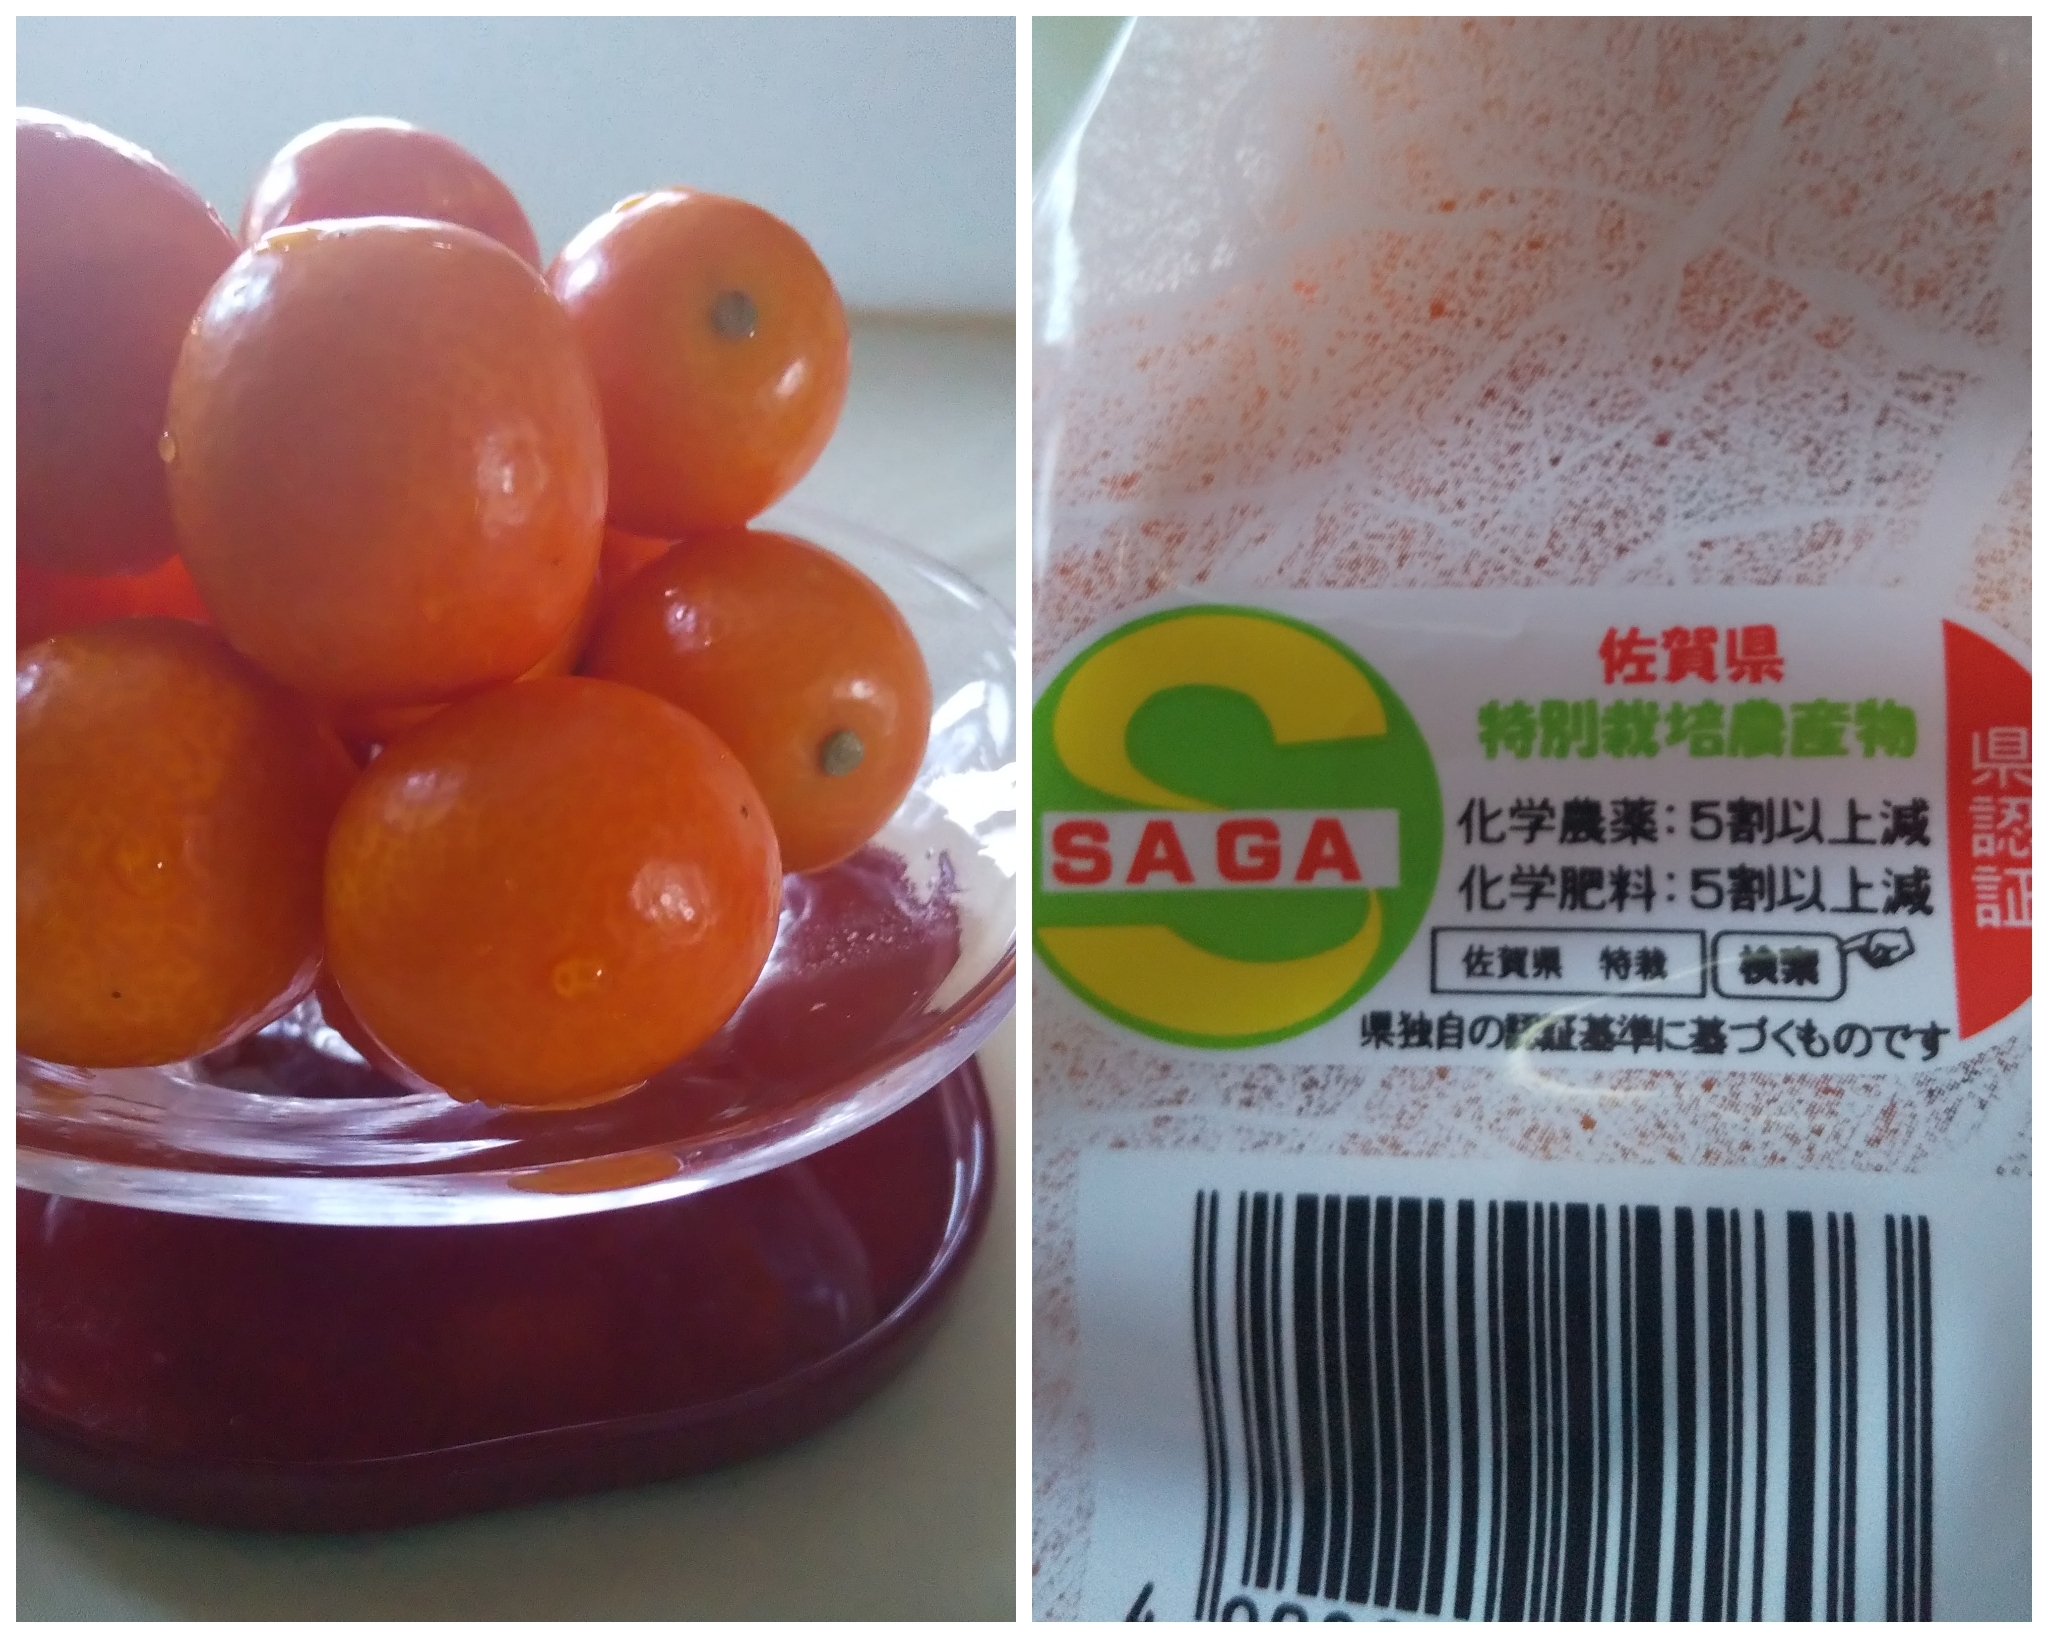 SAGA
佐賀県
特別栽培農産物
化学農薬:5割以上減
化学肥料:5割以上減
佐賀県 特栽 検索
県独自の認証基準に基づくものです
県認証
4